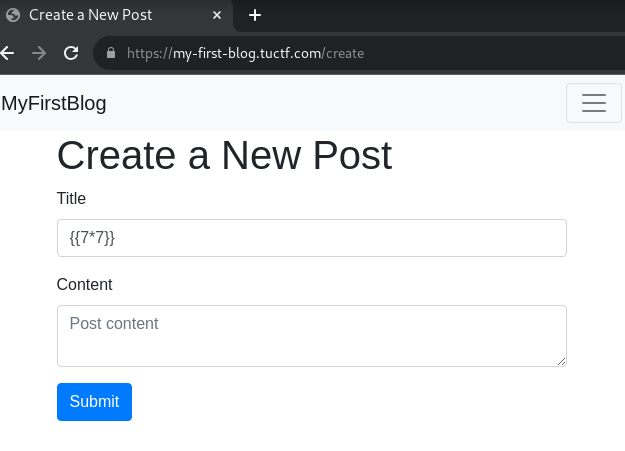 Create a New Post
https://my-first-blog.tuctf.com/create
MyFirstBlog
Create a New Post
Title
{{7*7}}
Content
Post content
Submit